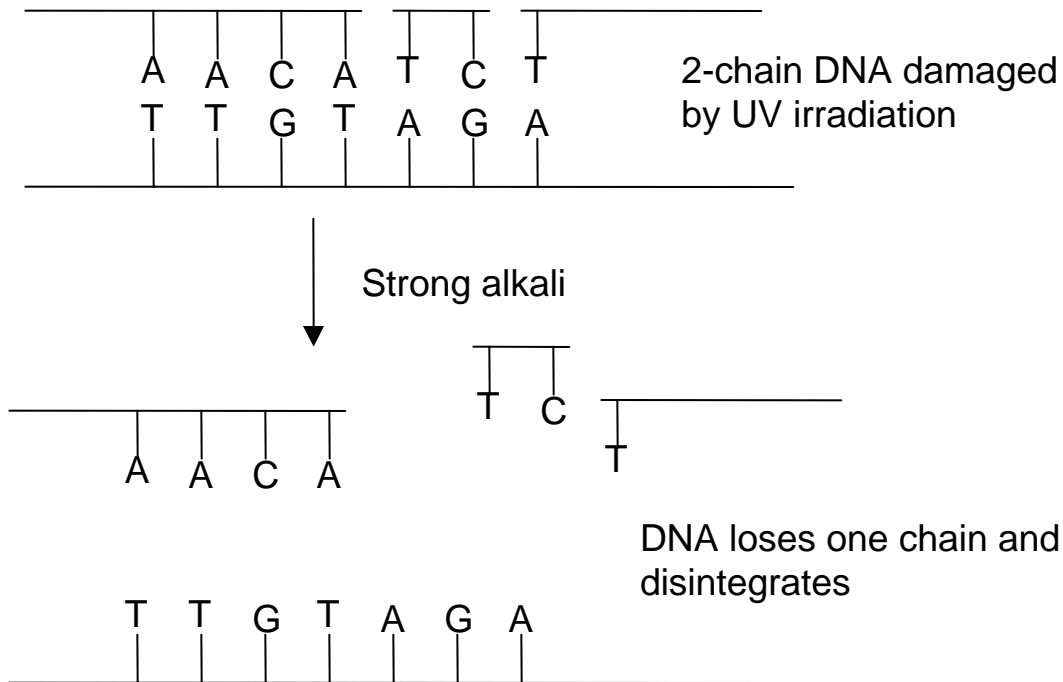 A A C A T C T
T T G T A G A
2-chain DNA damaged
by UV irradiation
Strong alkali
T C
T
A A C A
DNA loses one chain and
disintegrates
T T G T A G A